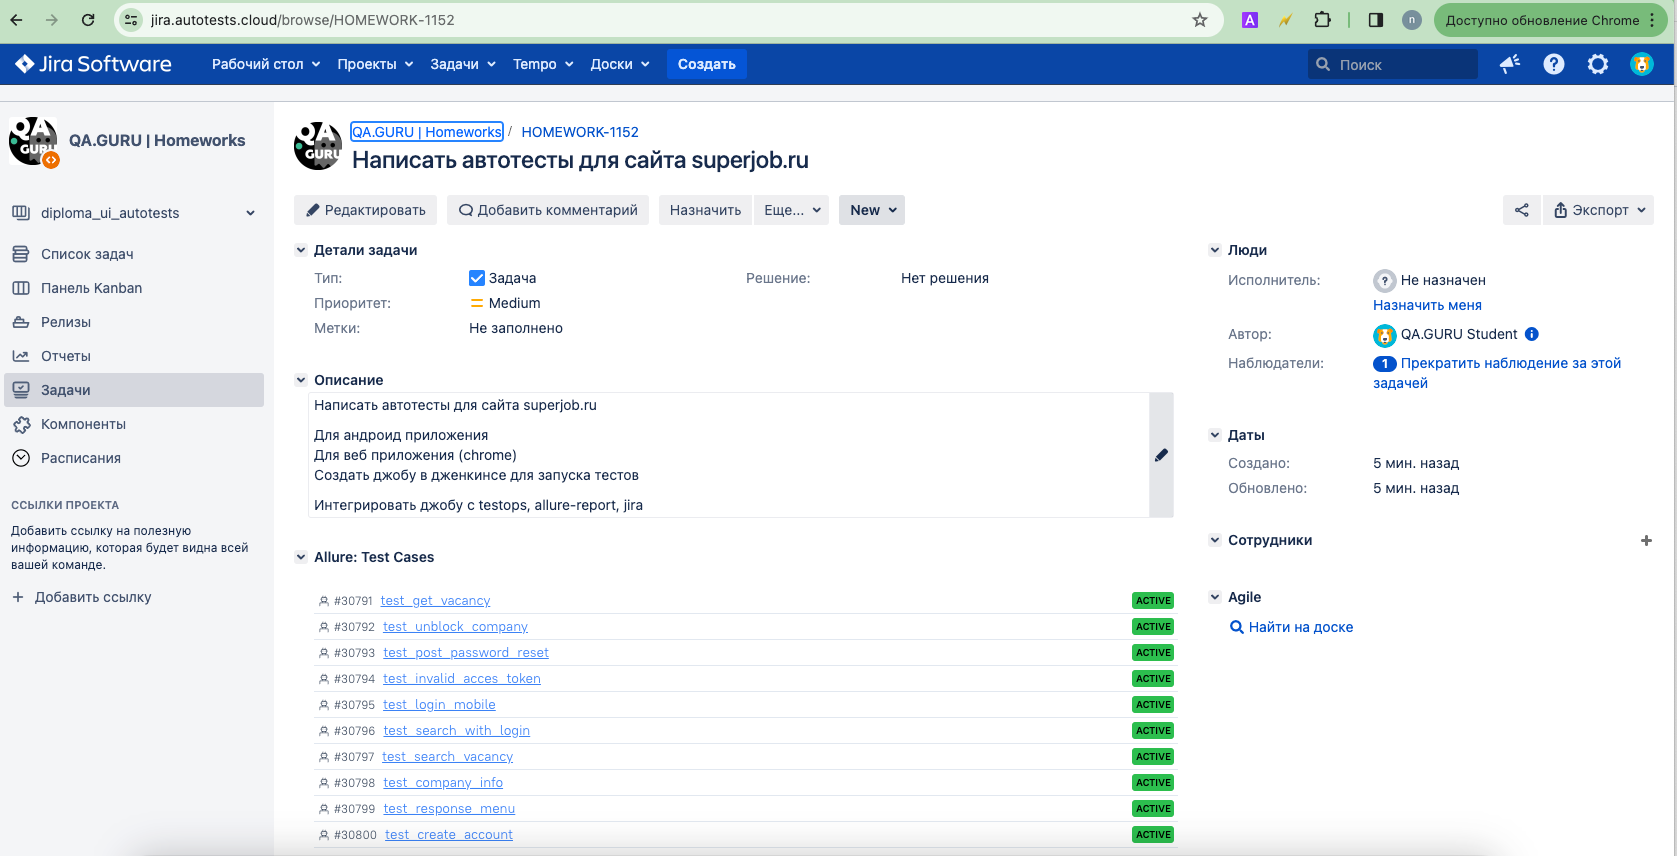 jira.autotests.cloud/browse/HOMEWORK-1152
A
n
Доступно обновление Chrome
Jira Software
Рабочий стол
Проекты
Задачи
Tempo
Доски
Создать
Поиск
QA
GURU
QA.GURU | Homeworks
diploma_ui_autotests
Список задач
Панель Kanban
Релизы
Отчеты
Задачи
Компоненты
Расписания
ССЫЛКИ ПРОЕКТА
Добавить ссылку на полезную
информацию, которая будет видна всей
вашей команде.
+ Добавить ссылку
QA
GURU
QA.GURU | Homeworks / HOMEWORK-1152
Написать автотесты для сайта superjob.ru
Редактировать
Добавить комментарий
Назначить
Еще...
New
Экспорт
Детали задачи
Тип: Задача
Приоритет: Medium
Метки: Не заполнено
Решение: Нет решения
Описание
Написать автотесты для сайта superjob.ru
Для андроид приложения
Для веб приложения (chrome)
Создать джобу в дженкинсе для запуска тестов
Интегрировать джобу с testops, allure-report, jira
Allure: Test Cases
#30791 test_get_vacancy ACTIVE
#30792 test_unblock_company ACTIVE
#30793 test_post_password_reset ACTIVE
#30794 test_invalid_acces_token ACTIVE
#30795 test_login_mobile ACTIVE
#30796 test_search_with_login ACTIVE
#30797 test_search_vacancy ACTIVE
#30798 test_company_info ACTIVE
#30799 test_response_menu ACTIVE
#30800 test_create_account ACTIVE
Люди
Исполнитель: Не назначен
Назначить меня
Автор: QA.GURU Student
Наблюдатели: 1 Прекратить наблюдение за этой
задачей
Даты
Создано: 5 мин. назад
Обновлено: 5 мин. назад
Сотрудники
Agile
Найти на доске